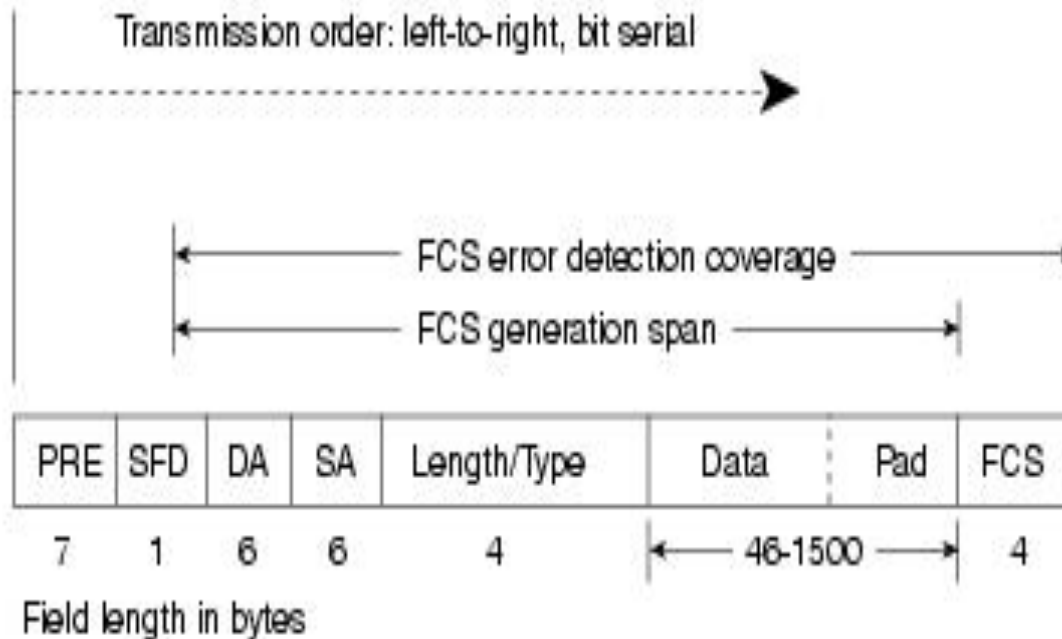 Transmission order: left-to-right, bit serial
FCS error detection coverage
FCS generation span
PRE SFD DA SA Length/Type Data Pad FCS
7 1 6 6 4 46-1500 4
Field length in bytes